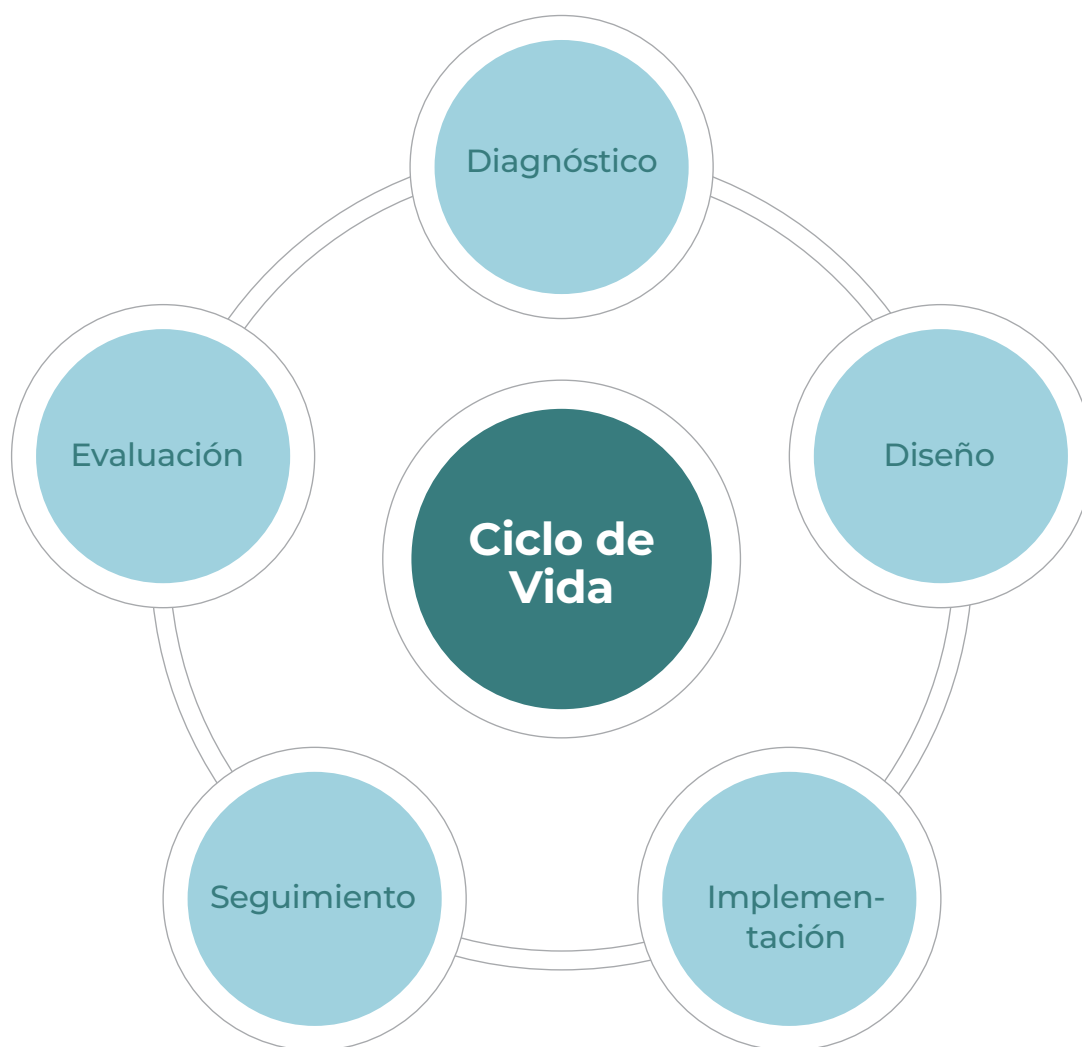 Diagnóstico
Diseño
Implemen-
tación
Seguimiento
Evaluación
Ciclo de
Vida